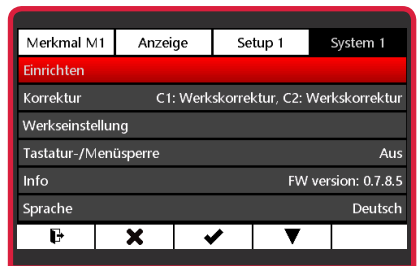 Merkmal M1 Anzeige Setup 1 System 1
Einrichten
Korrektur C1: Werkskorrektur, C2: Werkskorrektur
Werkseinstellung
Tastatur-/Menüsperre Aus
Info FW version: 0.7.8.5
Sprache Deutsch